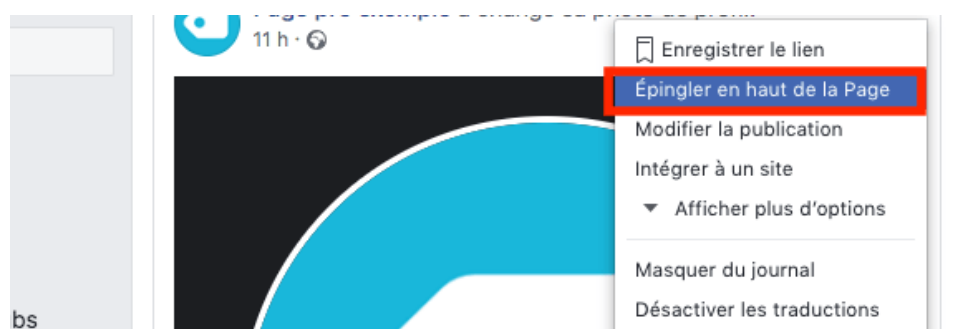 11 h ·
Enregistrer le lien
Épingler en haut de la Page
Modifier la publication
Intégrer à un site
Afficher plus d'options
Masquer du journal
Désactiver les traductions
bs